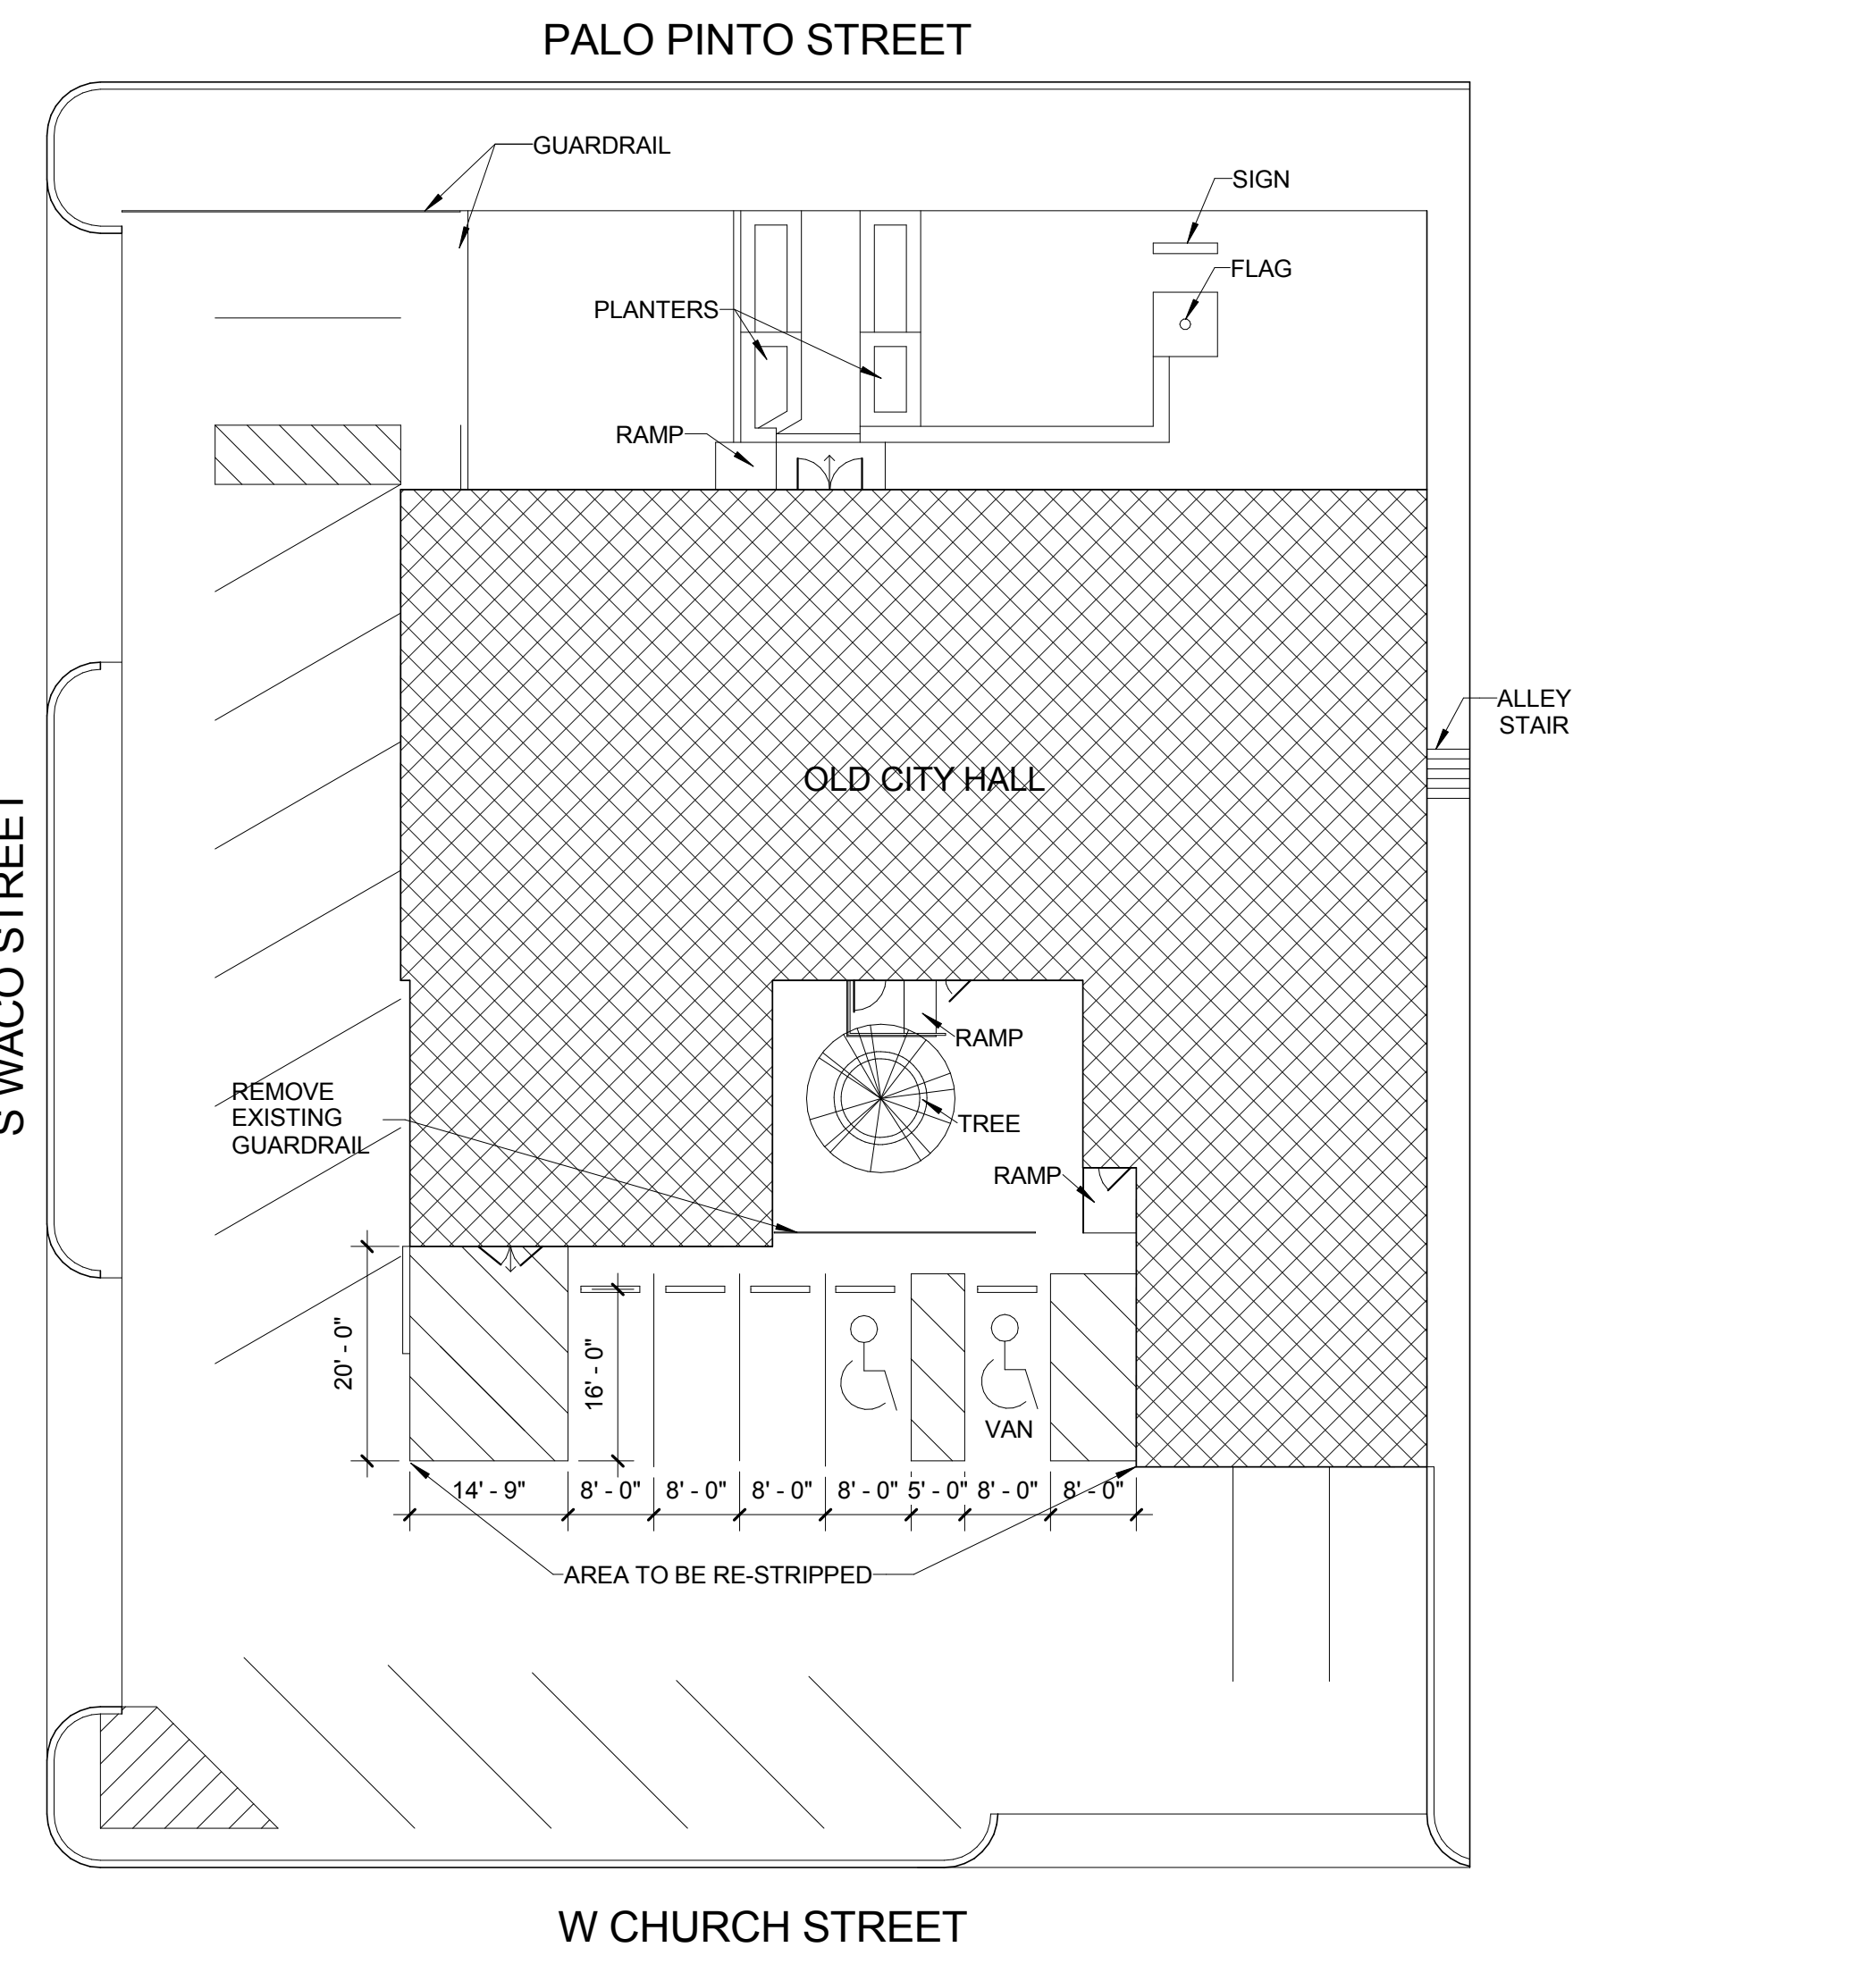 PALO PINTO STREET
GUARDRAIL
SIGN
FLAG
PLANTERS
RAMP
ALLEY
STAIR
OLD CITY HALL
S WACO STREET
RAMP
REMOVE
EXISTING
GUARDRAIL
TREE
RAMP
20' - 0"
16' - 0"
VAN
14' - 9" 8' - 0" 8' - 0" 8' - 0" 8' - 0" 5' - 0" 8' - 0" 8' - 0"
AREA TO BE RE-STRIPPED
W CHURCH STREET